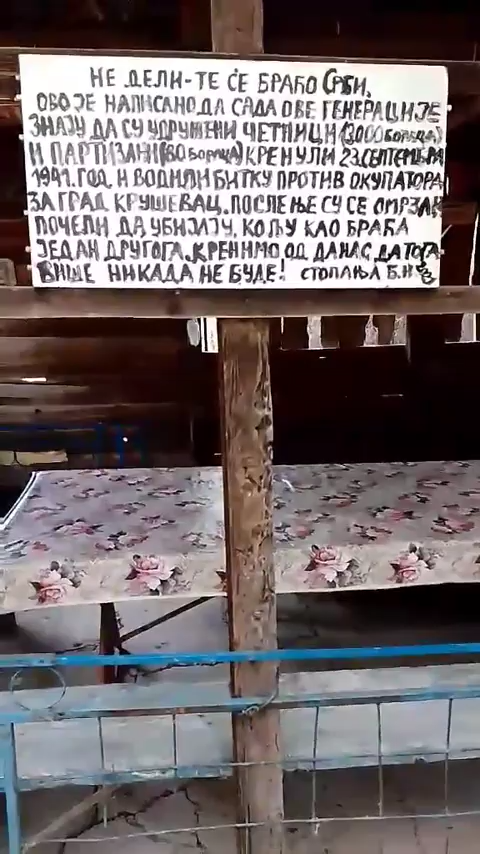 НЕ ДЕЛИ-ТЕ СЕ БРАЋО СРБИ,
ОВО ЈЕ НАПИСАНО ДА САДА ОВЕ ГЕНЕРАЦИЈЕ
ЗНАЈУ ДА СУ УДРУЖЕНИ ЧЕТНИЦИ (3000 БОРАЦА)
И ПАРТИЗАНИ (60 БОРАЦА) КРЕНУЛИ 23. СЕПТЕМБРА
1941. ГОД. И ВОДИЛИ БИТКУ ПРОТИВ ОКУПАТОРА
ЗА ГРАД КРУШЕВАЦ. ПОСЛЕ ЊЕ СУ СЕ
ПОЧЕЛИ ДА УБИЈАЈУ, КОЉУ КАО БРАЋА
ЈЕДАН ДРУГОГА. КРЕНИМО ОД ДАНАС ДА ТОГА
ВИШЕ НИКАДА НЕ БУДЕ! СТОПАЊА